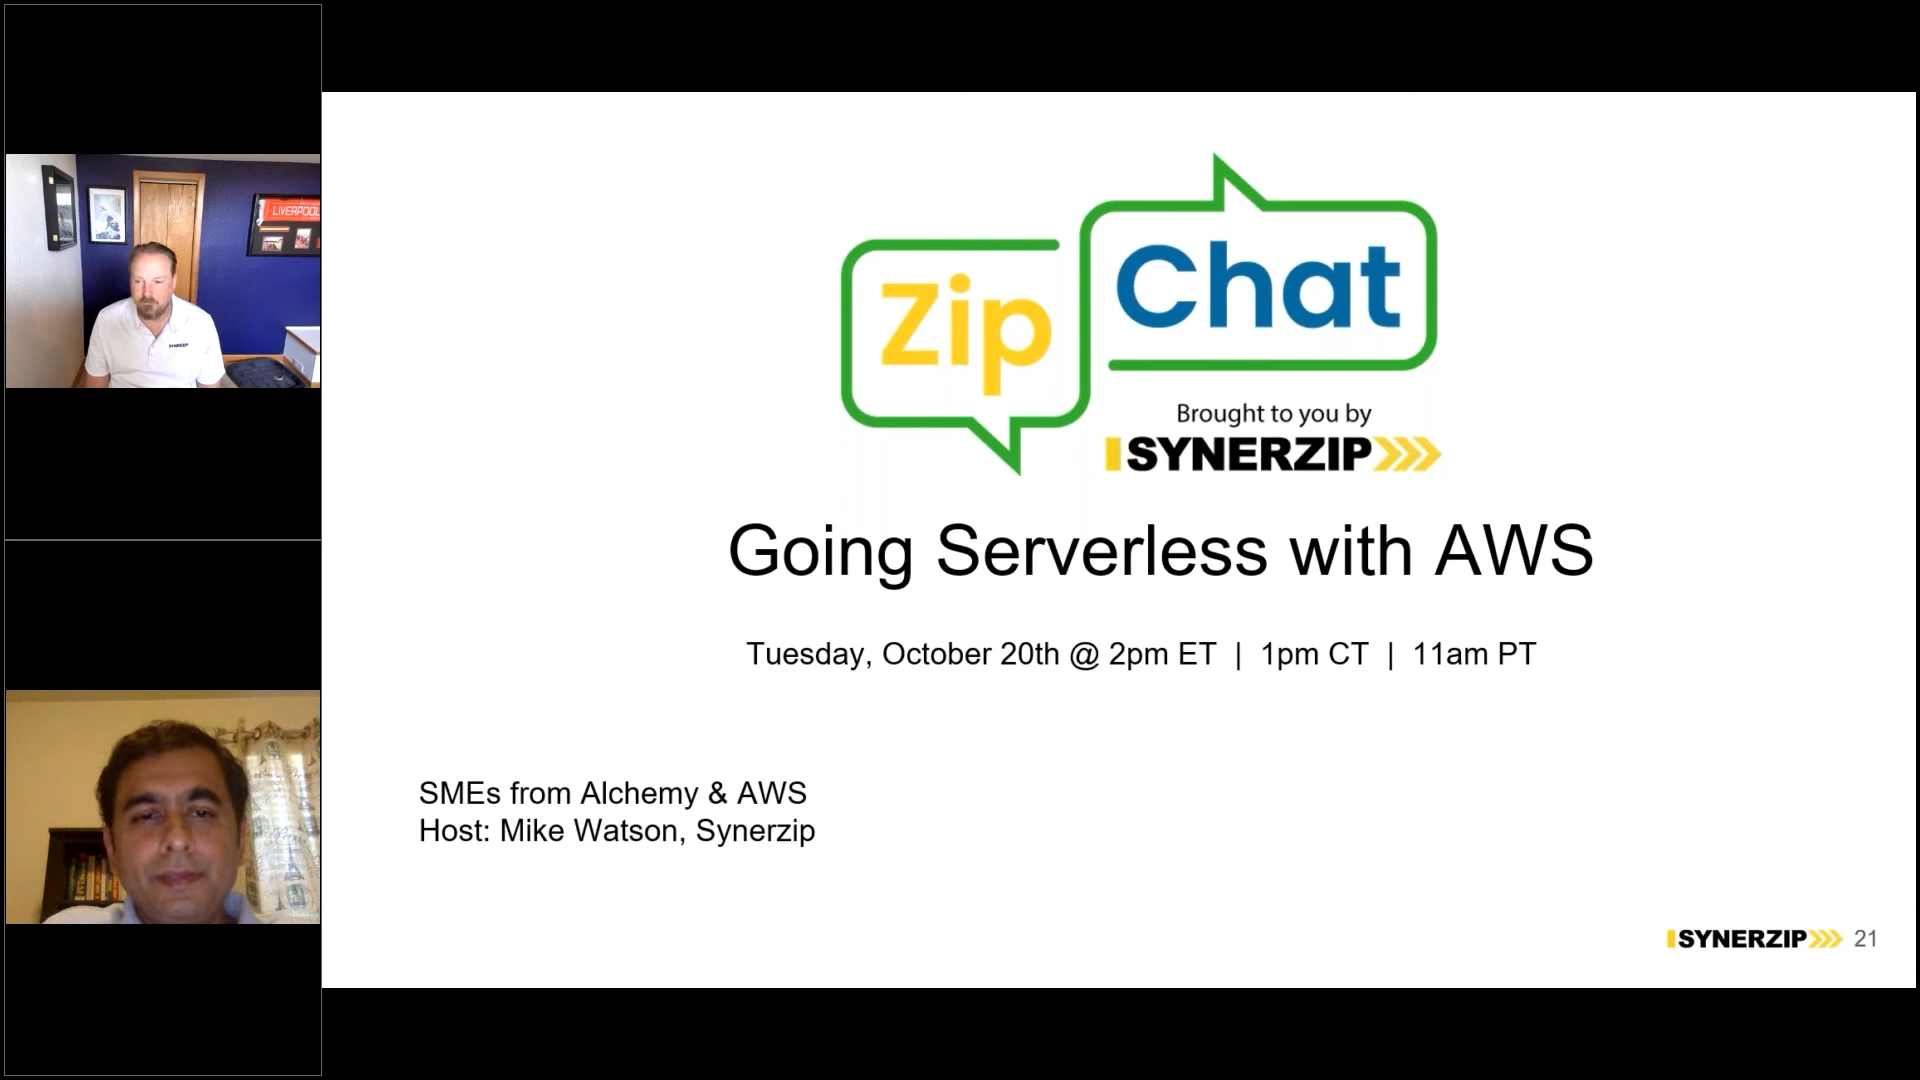 LIVERPOOL
SYNERZIP
Zip
Chat
Brought to you by
SYNERZIP
Going Serverless with AWS
Tuesday, October 20th @ 2pm ET | 1pm CT | 11am PT
SMEs from Alchemy & AWS
Host: Mike Watson, Synerzip
SYNERZIP 21